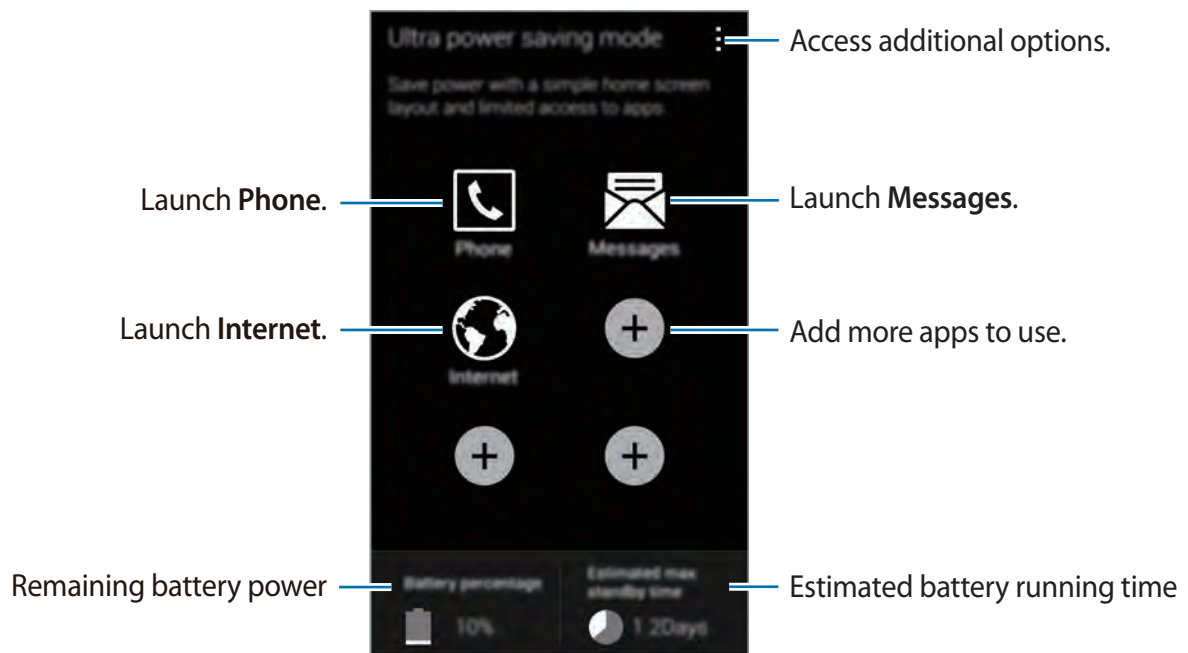 Ultra power saving mode
Access additional options.
Save power with a simple home screen
layout and limited access to apps.
Launch Phone.
Launch Messages.
Phone
Messages
Launch Internet.
Add more apps to use.
Internet
Remaining battery power
Battery percentage
10%
Estimated max
standby time
1.2Days
Estimated battery running time